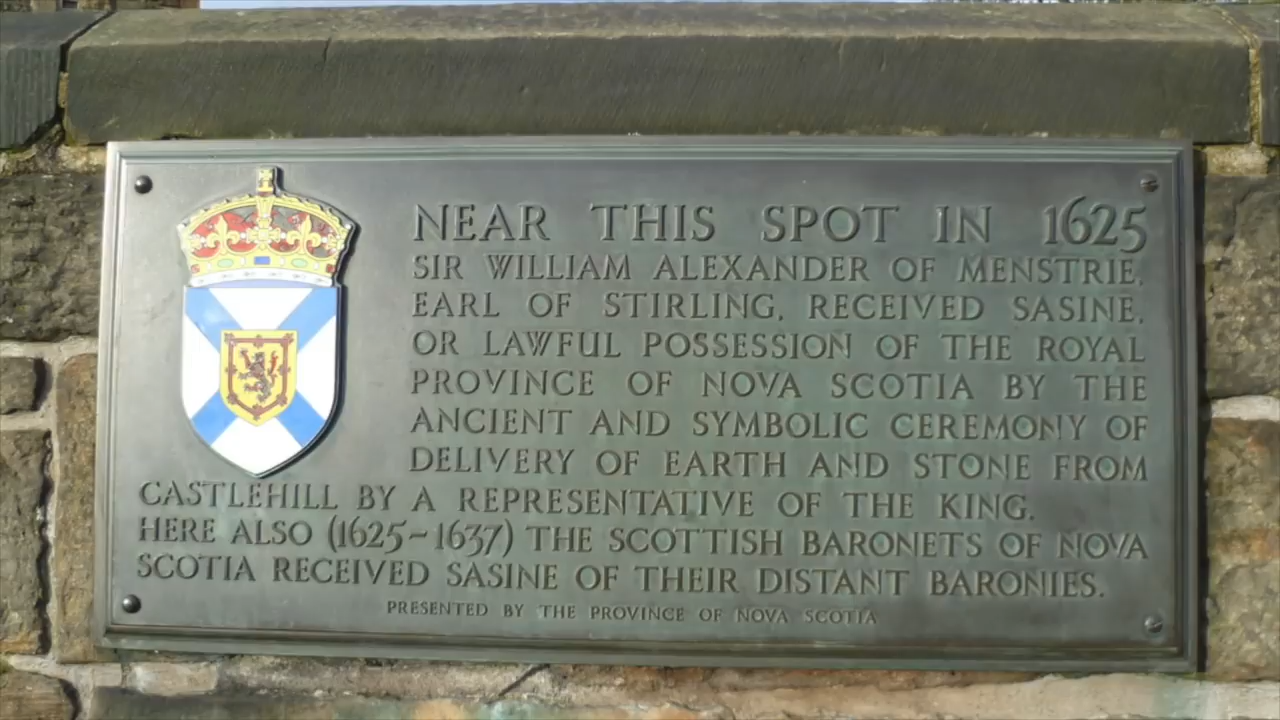 NEAR THIS SPOT IN 1625
SIR WILLIAM ALEXANDER OF MENSTRIE,
EARL OF STIRLING, RECEIVED SASINE,
OR LAWFUL POSSESSION OF THE ROYAL
PROVINCE OF NOVA SCOTIA BY THE
ANCIENT AND SYMBOLIC CEREMONY OF
DELIVERY OF EARTH AND STONE FROM
CASTLEHILL BY A REPRESENTATIVE OF THE KING.
HERE ALSO (1625-1637) THE SCOTTISH BARONETS OF NOVA
SCOTIA RECEIVED SASINE OF THEIR DISTANT BARONIES.
PRESENTED BY THE PROVINCE OF NOVA SCOTIA